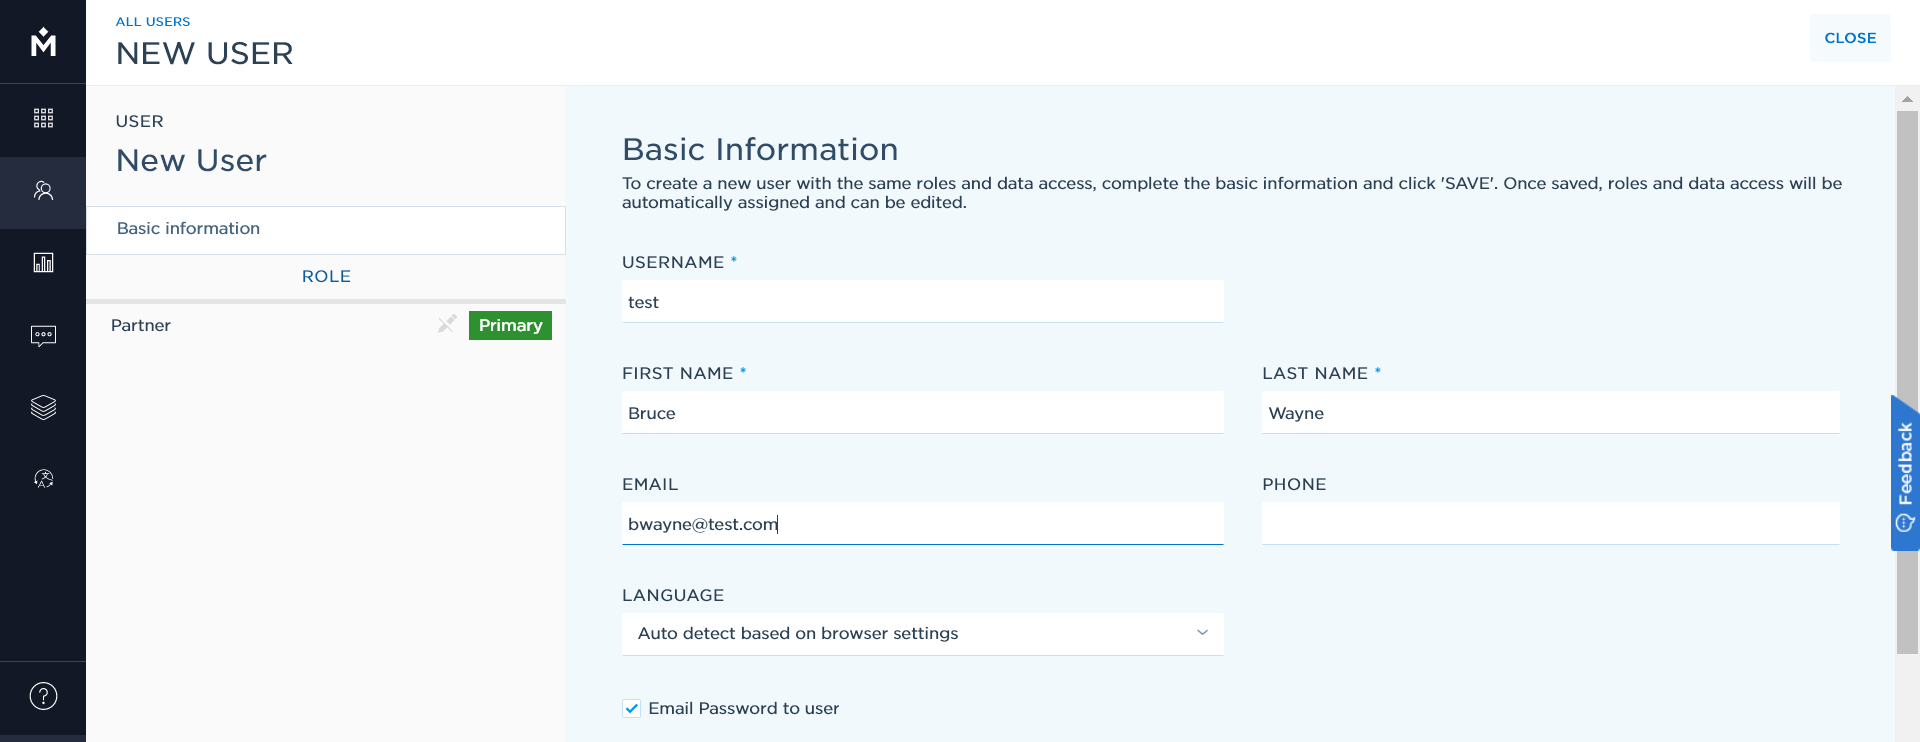 ALL USERS
NEW USER
CLOSE
USER
New User
Basic information
ROLE
Partner
Primary
Basic Information
To create a new user with the same roles and data access, complete the basic information and click 'SAVE'. Once saved, roles and data access will be
automatically assigned and can be edited.
USERNAME *
test
FIRST NAME *
LAST NAME *
Bruce
Wayne
EMAIL
PHONE
bwayne@test.com
LANGUAGE
Auto detect based on browser settings
Email Password to user
Feedback